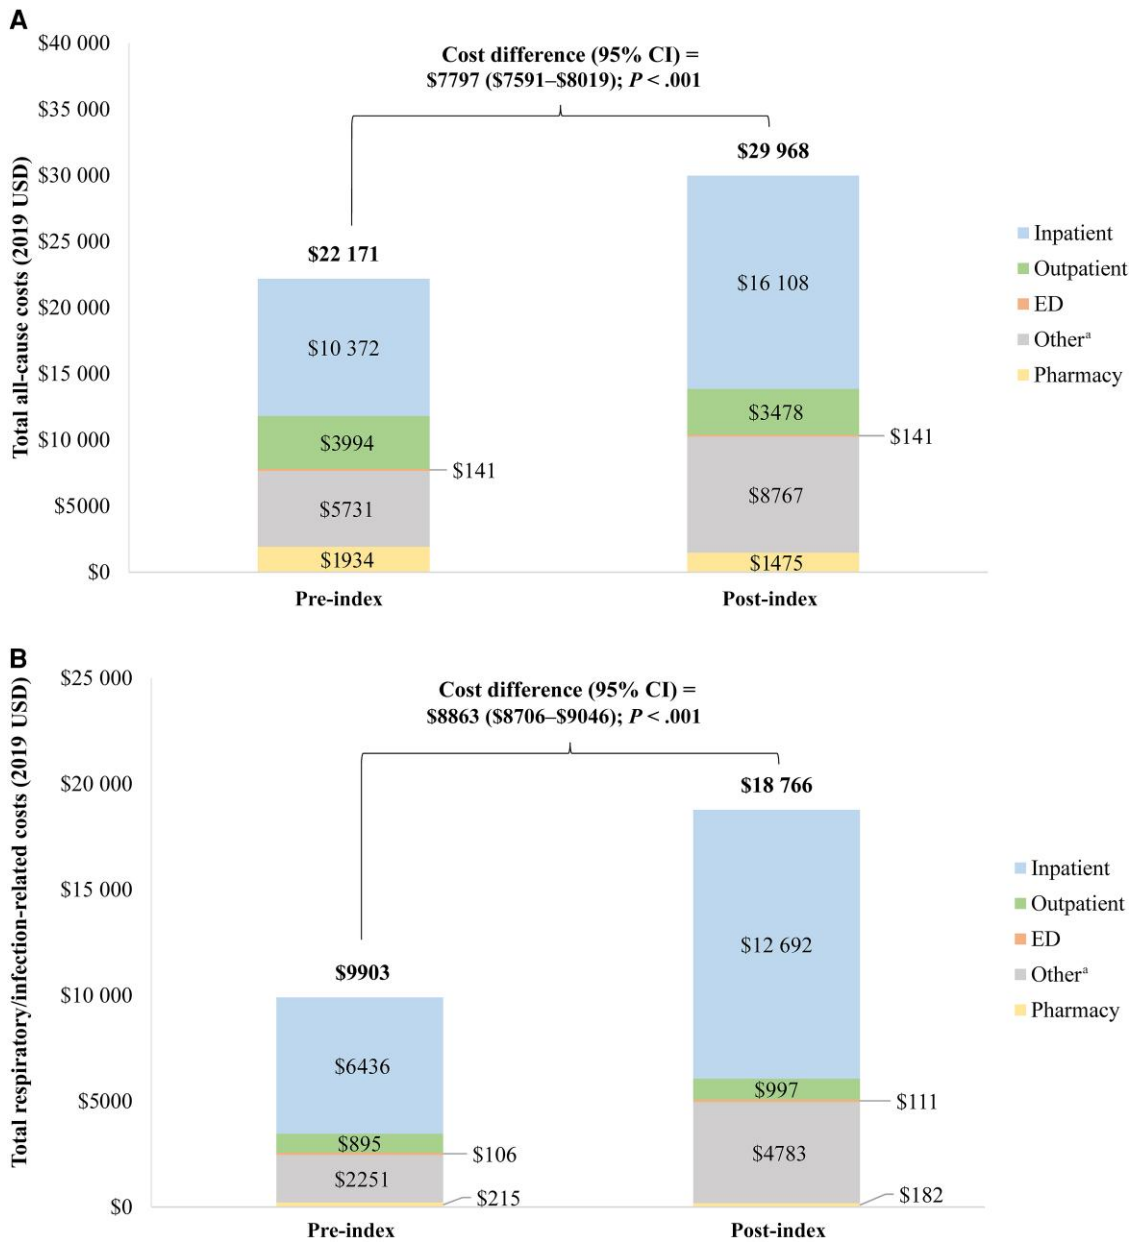 A
Total all-cause costs (2019 USD)
$40 000
$35 000
$30 000
$25 000
$20 000
$15 000
$10 000
$5000
$0
Cost difference (95% CI) =
$7797 ($7591–$8019); P < .001
$22 171
$10 372
$3994
$141
$5731
$1934
$29 968
$16 108
$3478
$141
$8767
$1475
Pre-index
Post-index
Inpatient
Outpatient
ED
Otherᵃ
Pharmacy
B
Total respiratory/infection-related costs (2019 USD)
$25 000
$20 000
$15 000
$10 000
$5000
$0
Cost difference (95% CI) =
$8863 ($8706–$9046); P < .001
$9903
$6436
$895
$106
$2251
$215
$18 766
$12 692
$997
$111
$4783
$182
Pre-index
Post-index
Inpatient
Outpatient
ED
Otherᵃ
Pharmacy